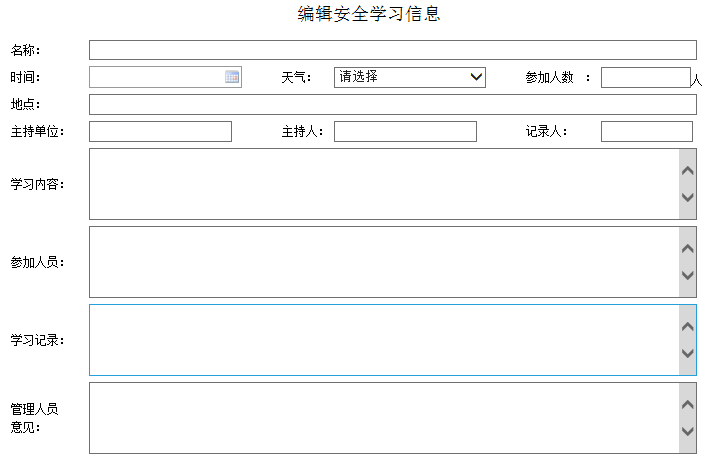 编辑安全学习信息
名称：
时间： 天气： 请选择 参加人数 ： 人
地点：
主持单位： 主持人： 记录人：
学习内容：
参加人员：
学习记录：
管理人员
意见：